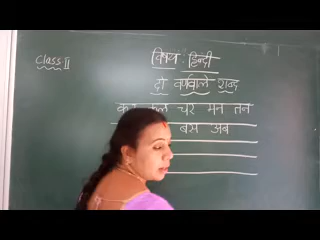 Class II
विषय : हिन्दी
दो वर्णवाले शब्द
चर मन तन
बस अब